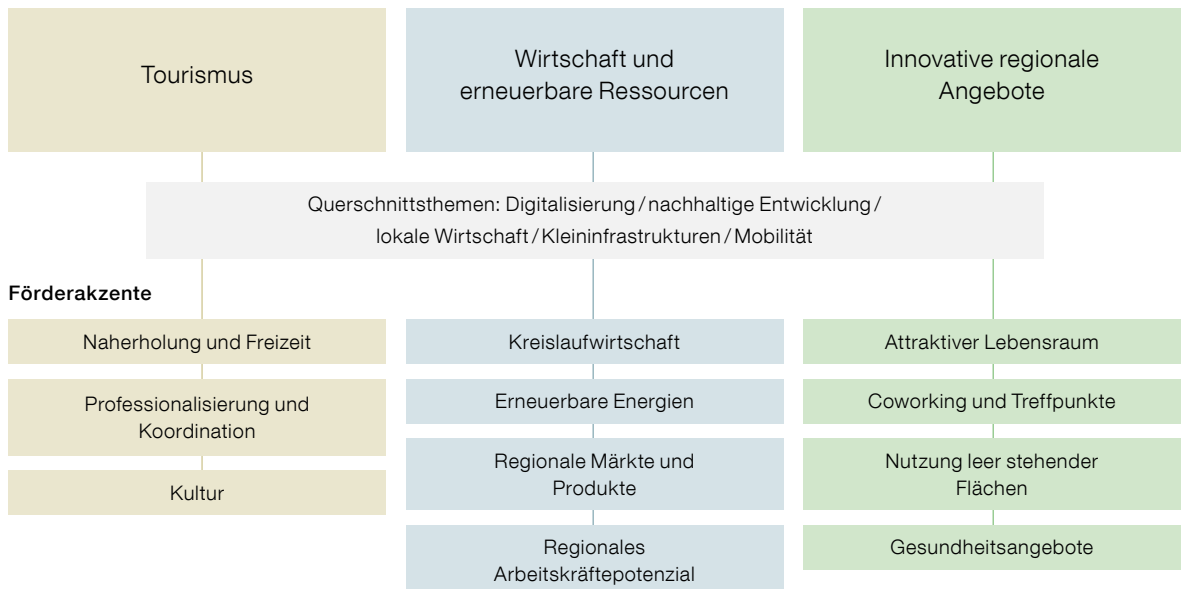 Tourismus
Wirtschaft und
erneuerbare Ressourcen
Innovative regionale
Angebote
Querschnittsthemen: Digitalisierung / nachhaltige Entwicklung /
lokale Wirtschaft / Kleininfrastrukturen / Mobilität
Förderakzente
Naherholung und Freizeit
Professionalisierung und
Koordination
Kultur
Kreislaufwirtschaft
Erneuerbare Energien
Regionale Märkte und
Produkte
Regionales
Arbeitskräftepotenzial
Attraktiver Lebensraum
Coworking und Treffpunkte
Nutzung leer stehender
Flächen
Gesundheitsangebote